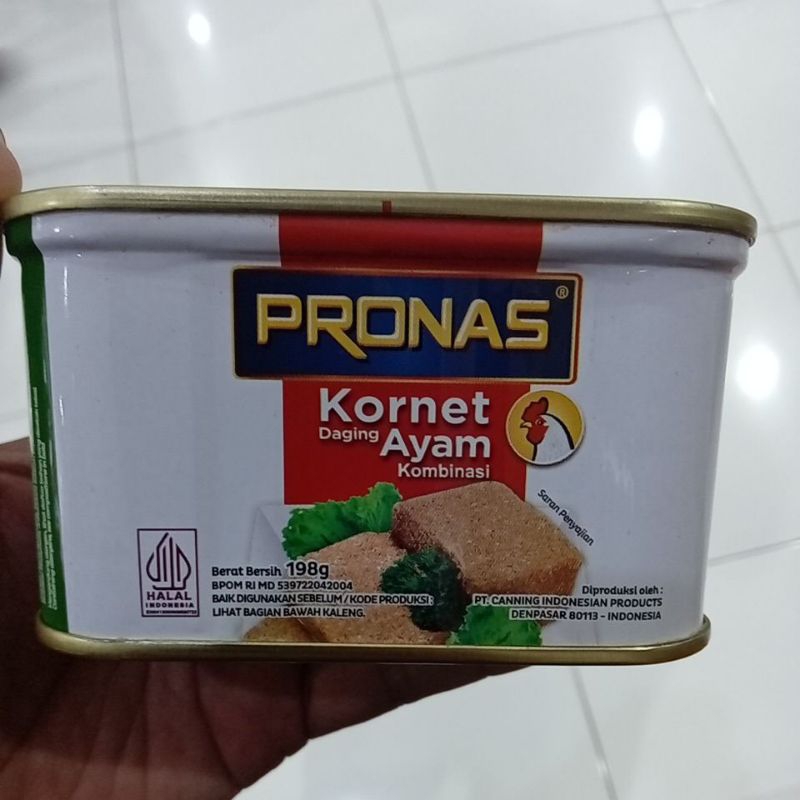 PRONAS®
Kornet
Daging Ayam
Kombinasi
Saran Penyajian
HALAL
INDONESIA
Berat Bersih 198g
BPOM RI MD 539722042004
BAIK DIGUNAKAN SEBELUM / KODE PRODUKSI :
LIHAT BAGIAN BAWAH KALENG.
Diproduksi oleh :
PT. CANNING INDONESIAN PRODUCTS
DENPASAR 80113 - INDONESIA